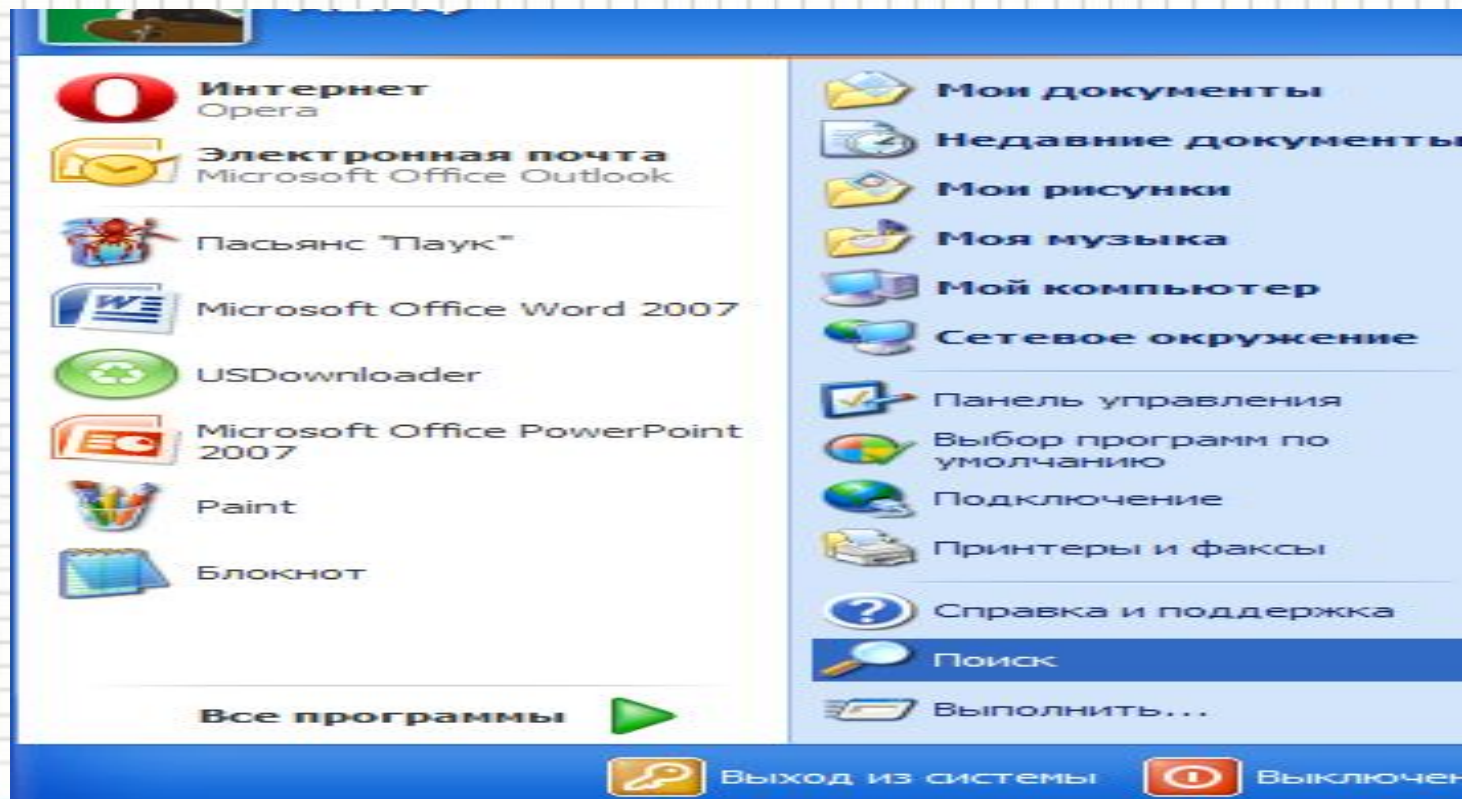 Интернет
Opera
Электронная почта
Microsoft Office Outlook
Пасьянс "Паук"
Microsoft Office Word 2007
USDownloader
Microsoft Office PowerPoint
2007
Paint
Блокнот
Все программы
Мои документы
Недавние документы
Мои рисунки
Моя музыка
Мой компьютер
Сетевое окружение
Панель управления
Выбор программ по
умолчанию
Подключение
Принтеры и факсы
Справка и поддержка
Поиск
Выполнить...
Выход из системы
Выключен